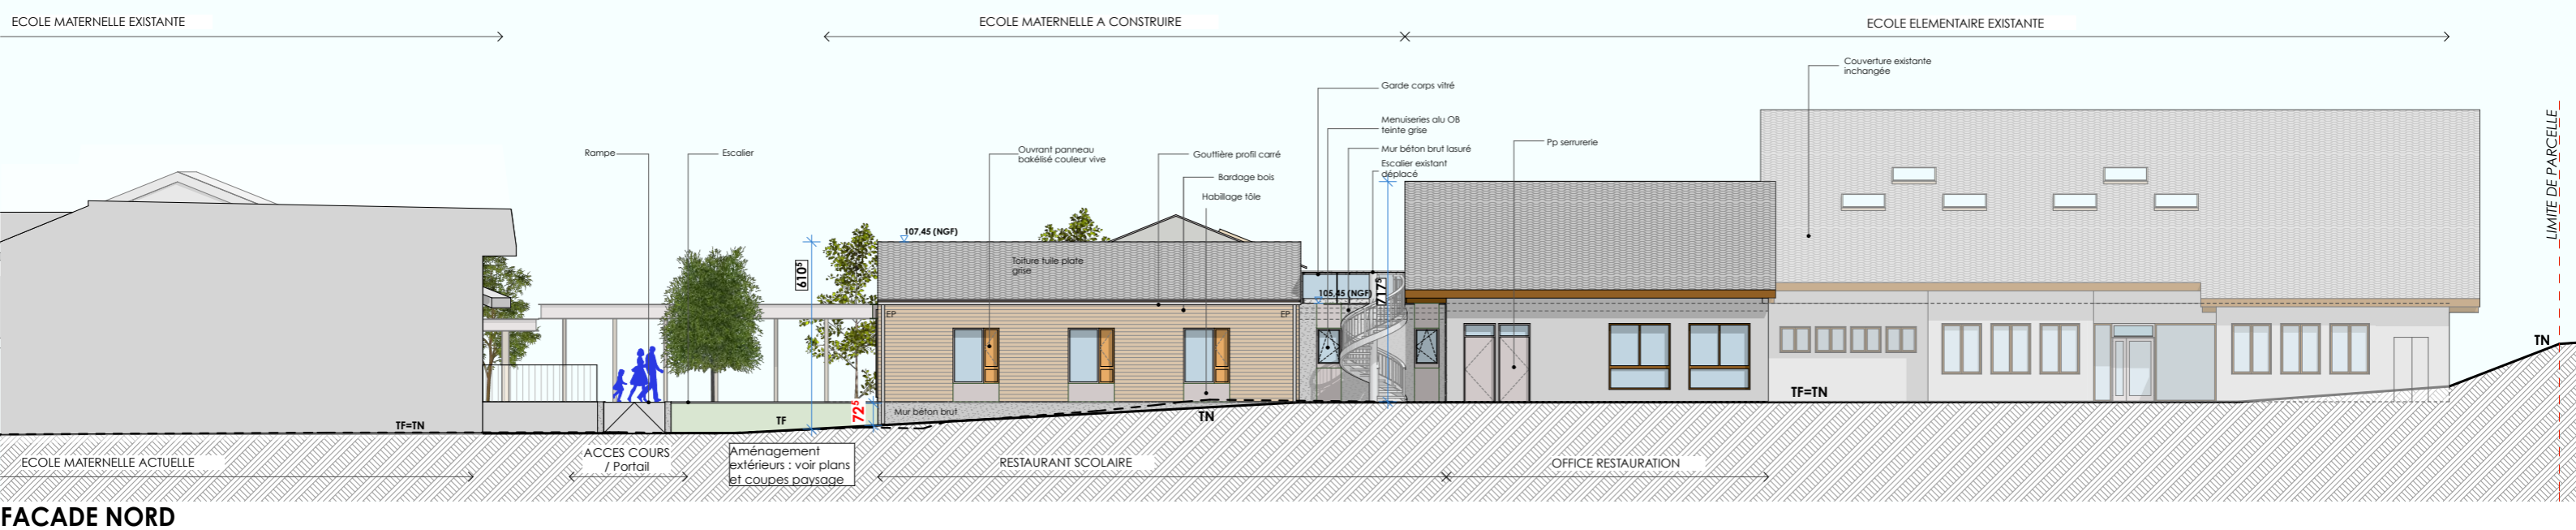 ECOLE MATERNELLE EXISTANTE
ECOLE MATERNELLE A CONSTRUIRE
ECOLE ELEMENTAIRE EXISTANTE
Couverture existante
inchangée
Garde corps vitré
Menuiseries alu OB
teinte grise
Mur béton brut lasuré
Escalier existant
déplacé
Pp serrurerie
Rampe
Escalier
Ouvrant panneau
bakélisé couleur vive
Gouttière profil carré
Bardage bois
Habillage tôle
LIMITE DE PARCELLE
107,45 (NGF)
Toiture tuile plate
grise
610⁵
105,45 (NGF)
717⁵
EP
EP
TN
TF=TN
72⁵
Mur béton brut
TF
TN
TF=TN
ECOLE MATERNELLE ACTUELLE
ACCES COURS
/ Portail
Aménagement
extérieurs : voir plans
et coupes paysage
RESTAURANT SCOLAIRE
OFFICE RESTAURATION
FACADE NORD